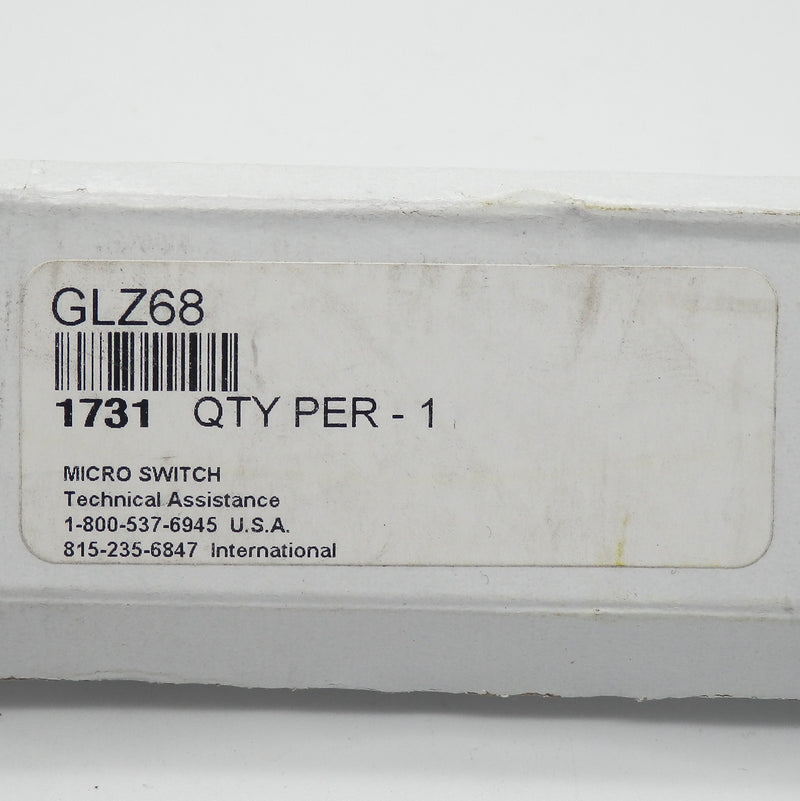 GLZ68
1731 QTY PER - 1
MICRO SWITCH
Technical Assistance
1-800-537-6945 U.S.A.
815-235-6847 International